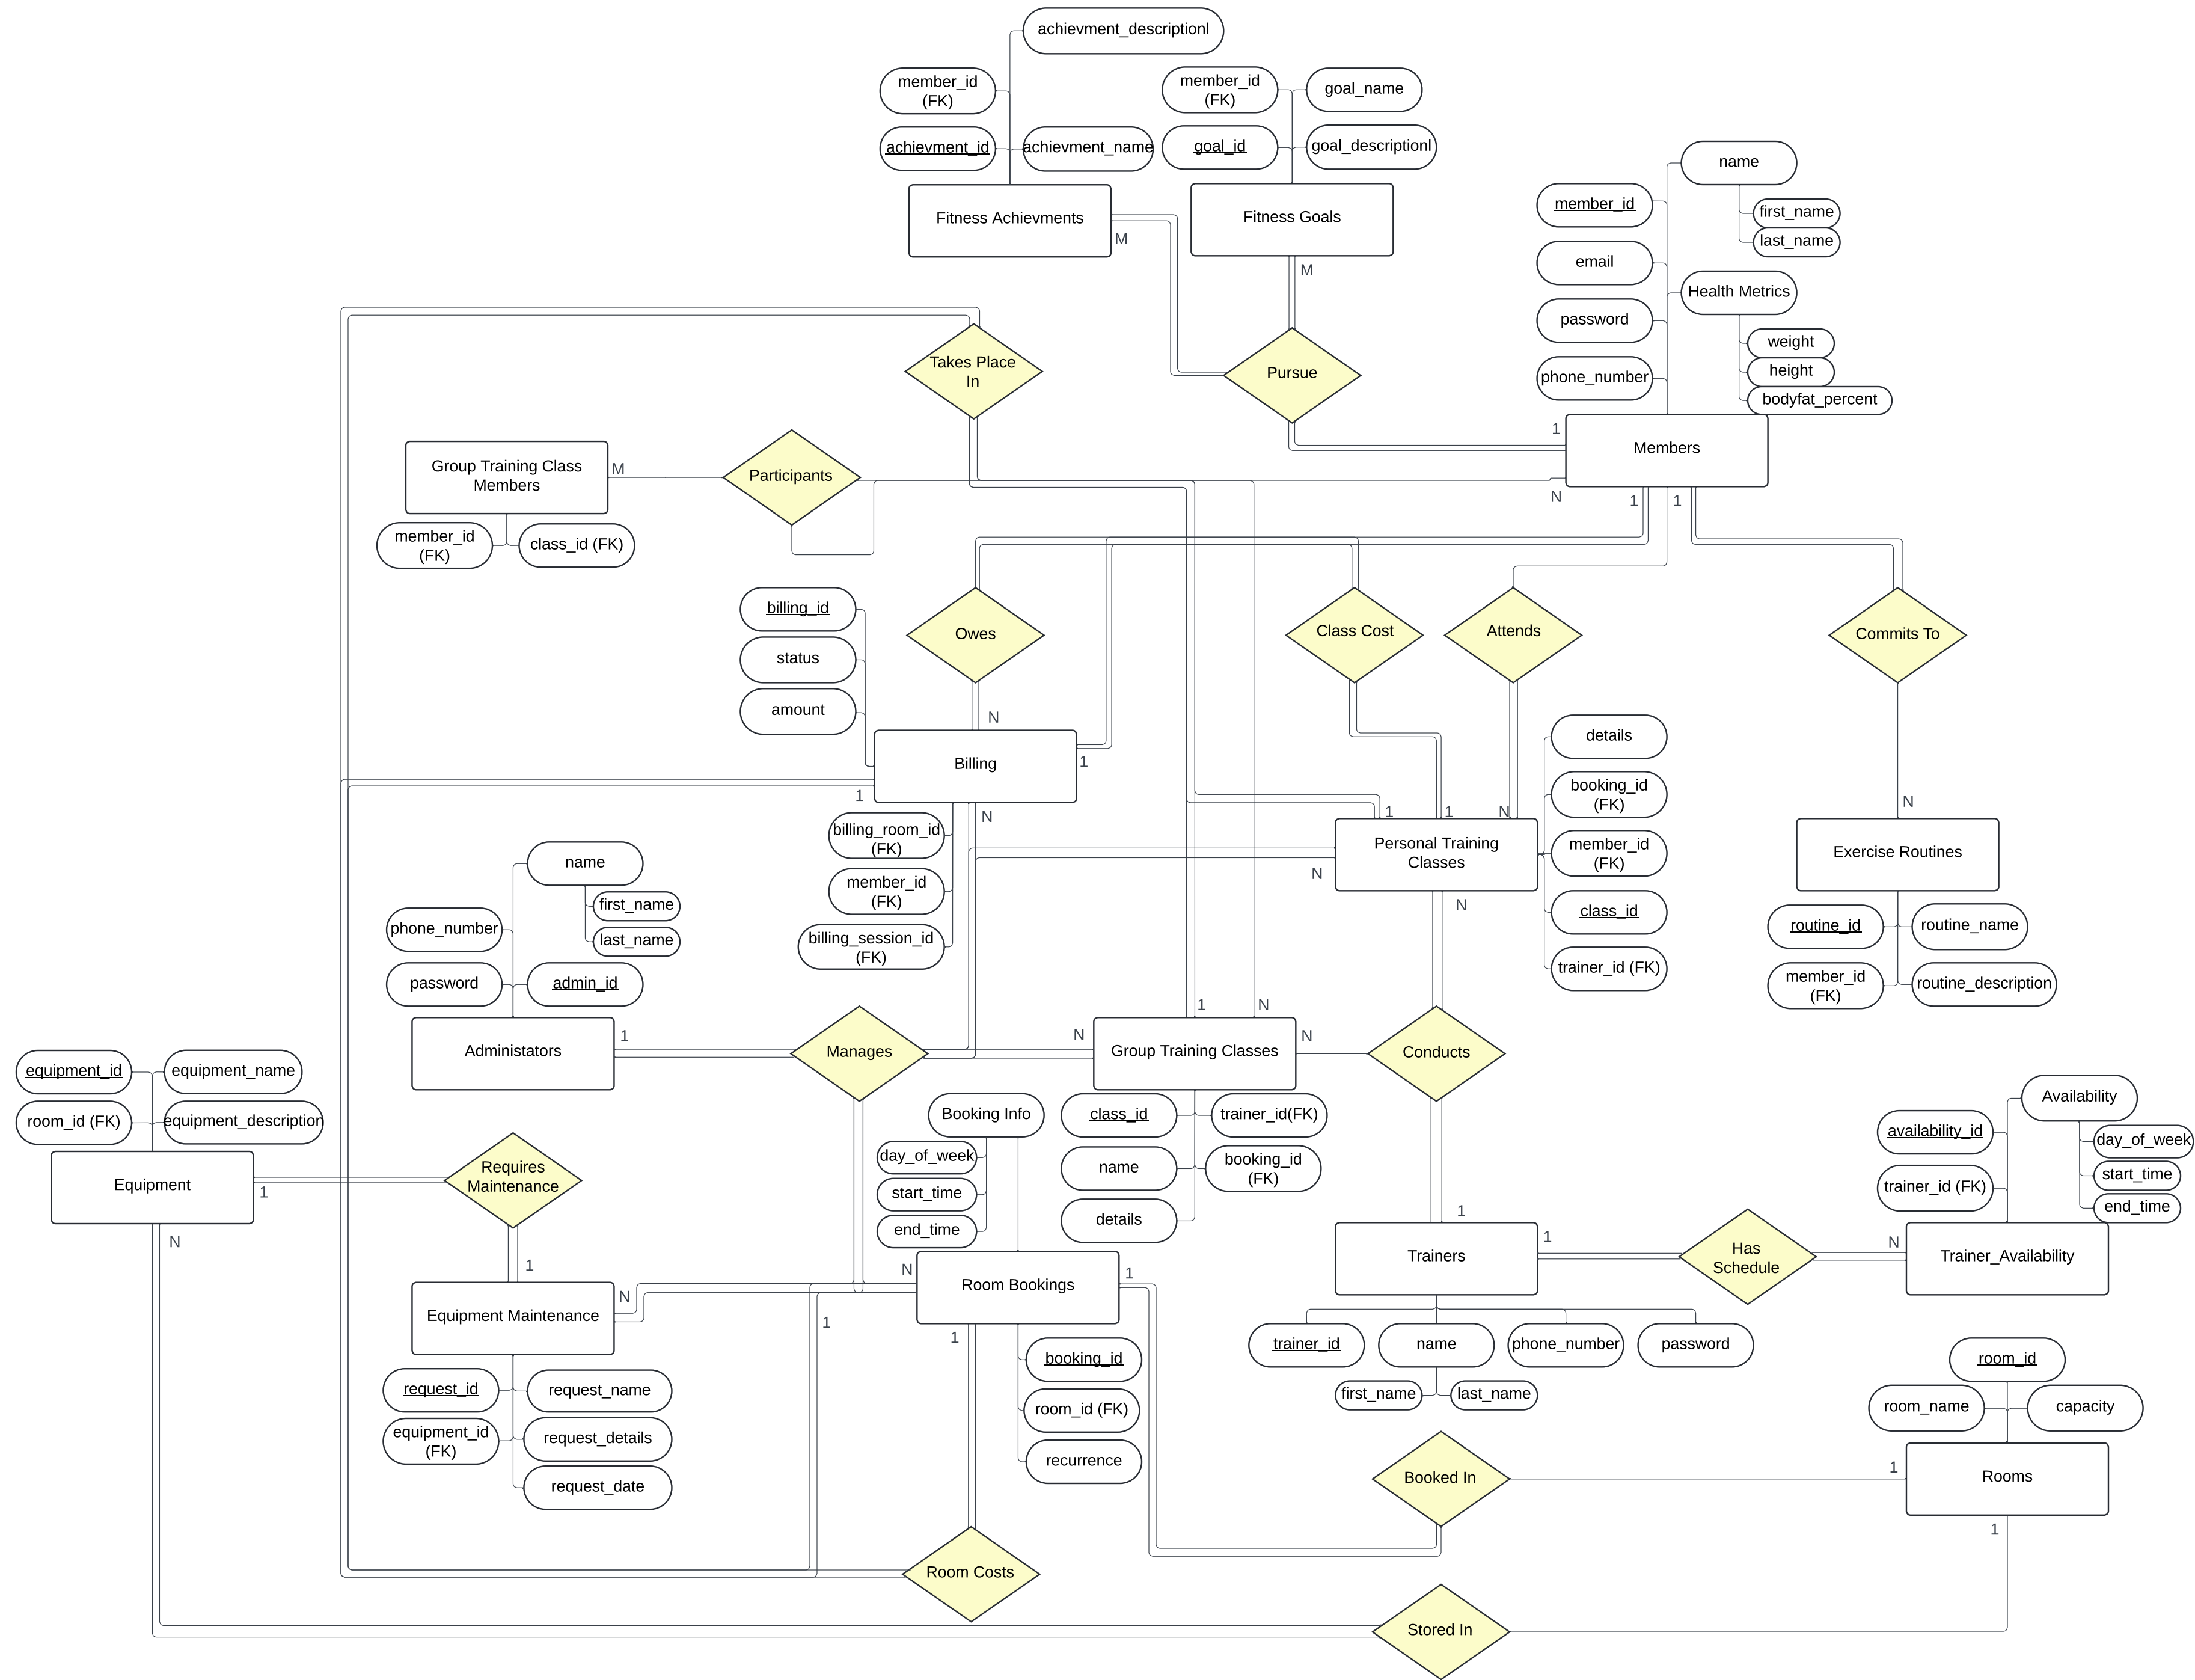 achievment_descriptionl
member_id
(FK)
achievment_id
achievment_name
Fitness Achievments
M
member_id
(FK)
goal_name
goal_id
goal_descriptionl
Fitness Goals
M
name
member_id
first_name
last_name
email
Health Metrics
password
weight
height
phone_number
bodyfat_percent
Members
1
N
1
1
Takes Place
In
Pursue
Group Training Class
Members
M
Participants
member_id
(FK)
class_id (FK)
billing_id
status
amount
Owes
N
Class Cost
Attends
Commits To
Billing
1
1
N
billing_room_id
(FK)
member_id
(FK)
billing_session_id
(FK)
1
1
N
Personal Training
Classes
N
N
details
booking_id
(FK)
member_id
(FK)
class_id
trainer_id (FK)
N
Exercise Routines
routine_id
routine_name
member_id
(FK)
routine_description
name
first_name
last_name
phone_number
password
admin_id
Administators
1
Manages
N
1
N
Group Training Classes
N
Conducts
class_id
trainer_id(FK)
name
booking_id
(FK)
details
equipment_id
equipment_name
room_id (FK)
equipment_description
Equipment
1
N
Requires
Maintenance
1
Equipment Maintenance
N
request_id
request_name
equipment_id
(FK)
request_details
request_date
Booking Info
day_of_week
start_time
end_time
N
Room Bookings
1
1
1
booking_id
room_id (FK)
recurrence
Room Costs
1
Trainers
1
trainer_id
name
phone_number
password
first_name
last_name
Has
Schedule
N
Trainer_Availability
Availability
availability_id
day_of_week
start_time
end_time
trainer_id (FK)
room_id
room_name
capacity
Rooms
1
1
Booked In
Stored In